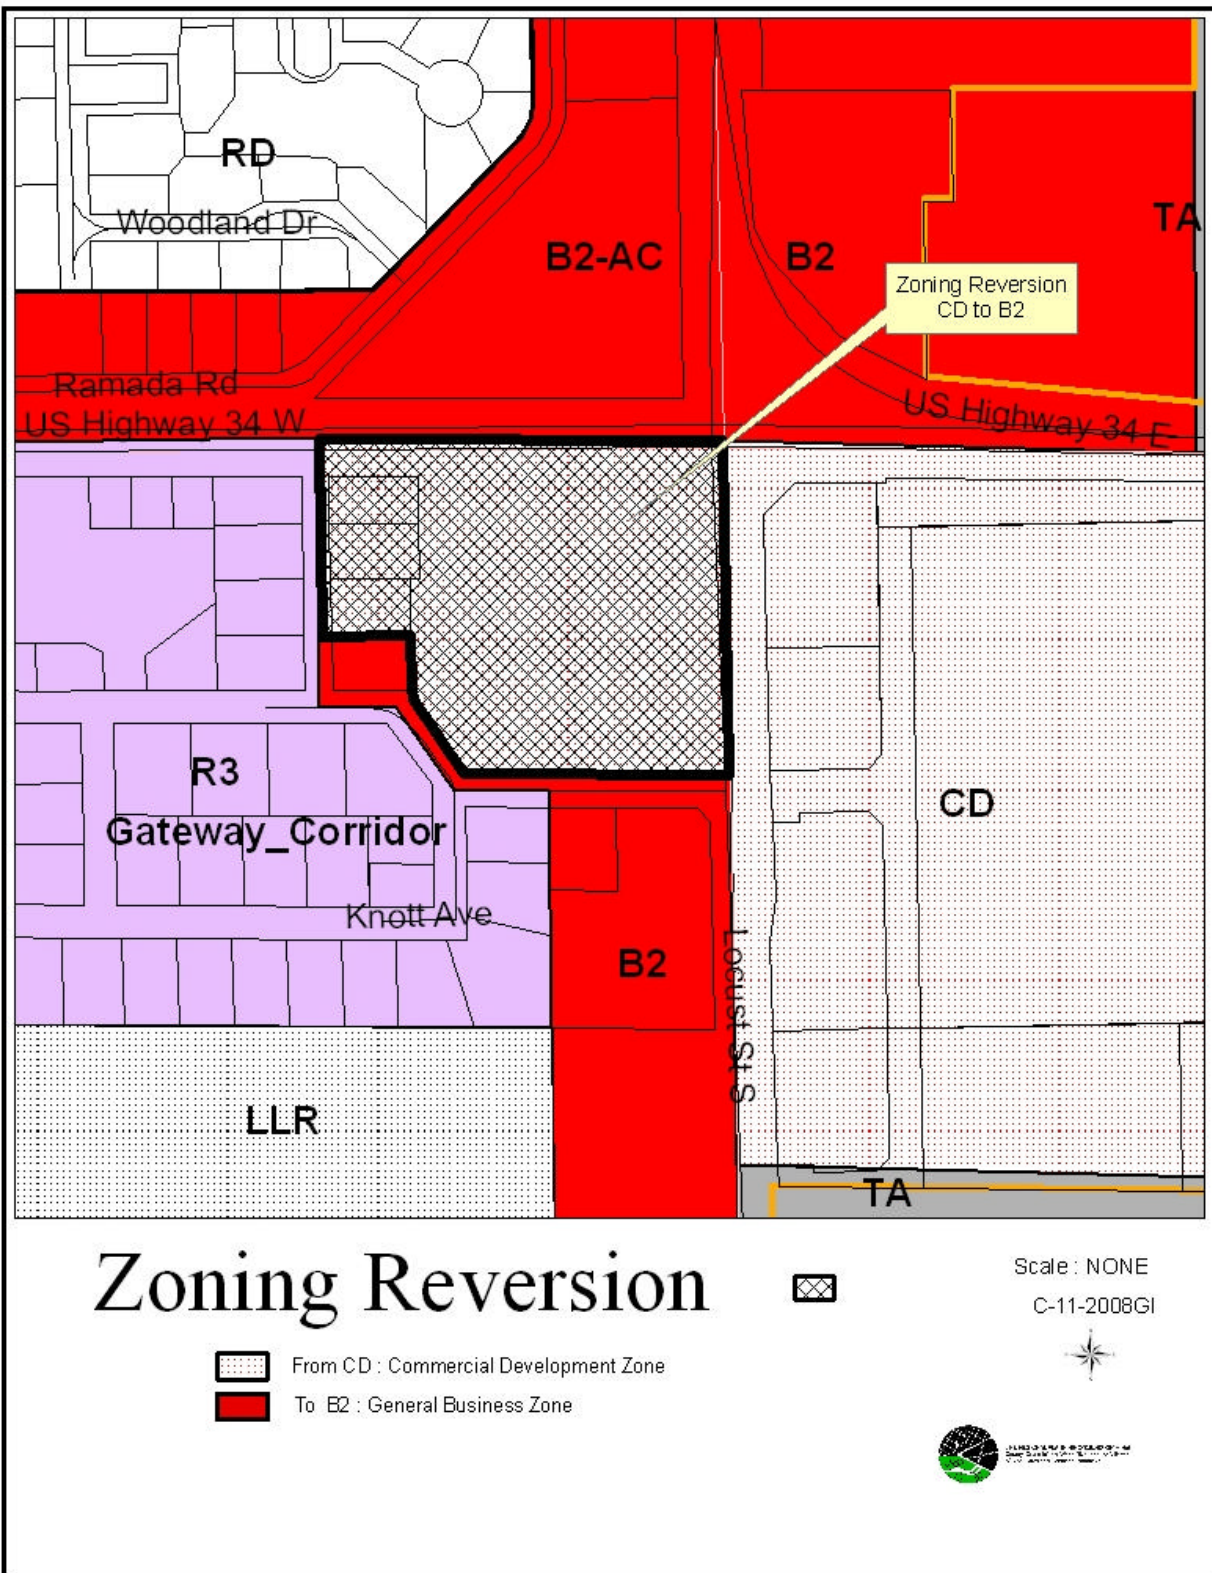 RD
Woodland Dr
B2-AC
B2
TA
Zoning Reversion
CD to B2
Ramada Rd
US Highway 34 W
US Highway 34 E
R3
Gateway_Corridor
CD
Knott Ave
B2
Locust St S
LLR
TA
Zoning Reversion
Scale : NONE
C-11-2008GI
From CD : Commercial Development Zone
To B2 : General Business Zone